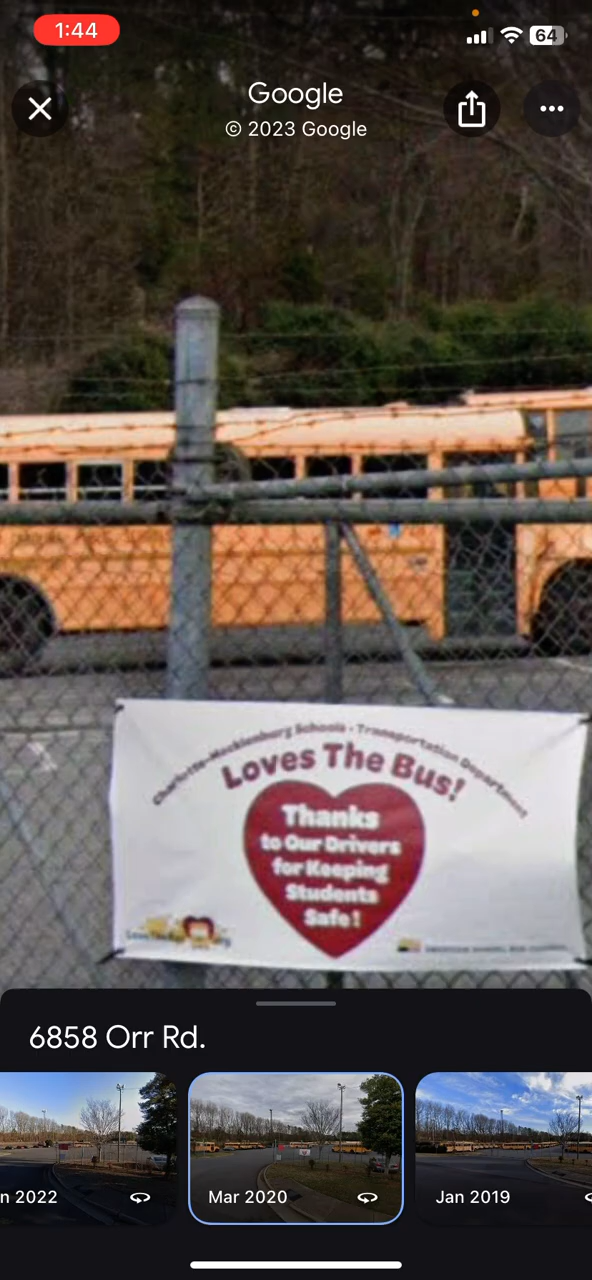 1:44
64
Google
© 2023 Google
Charlotte-Mecklenburg Schools - Transportation Department
Loves The Bus!
Thanks
to Our Drivers
for Keeping
Students
Safe!
6858 Orr Rd.
n 2022
Mar 2020
Jan 2019